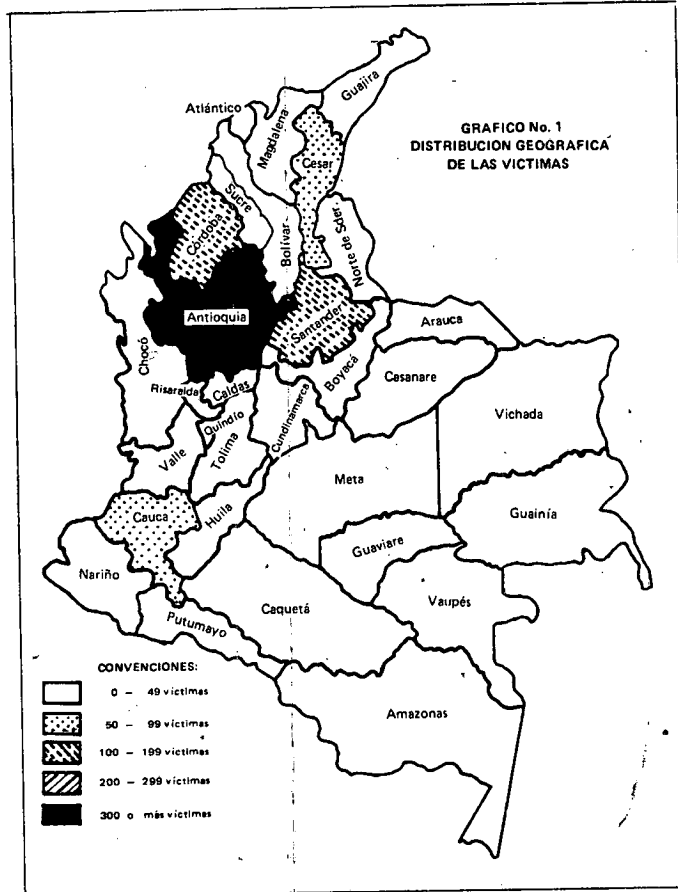 GRAFICO No. 1
DISTRIBUCION GEOGRAFICA
DE LAS VICTIMAS
Guajira
Atlántico
Magdalena
Cesar
Sucre
Córdoba
Bolívar
Norte de Sder.
Antioquia
Santander
Arauca
Chocó
Boyacá
Casanare
Risaralda
Caldas
Vichada
Quindío
Cundinamarca
Valle
Tolima
Meta
Cauca
Huila
Guainía
Guaviare
Nariño
Caquetá
Vaupés
Putumayo
Amazonas
CONVENCIONES:
0 – 49 víctimas
50 – 99 víctimas
100 – 199 víctimas
200 – 299 víctimas
300 o más víctimas